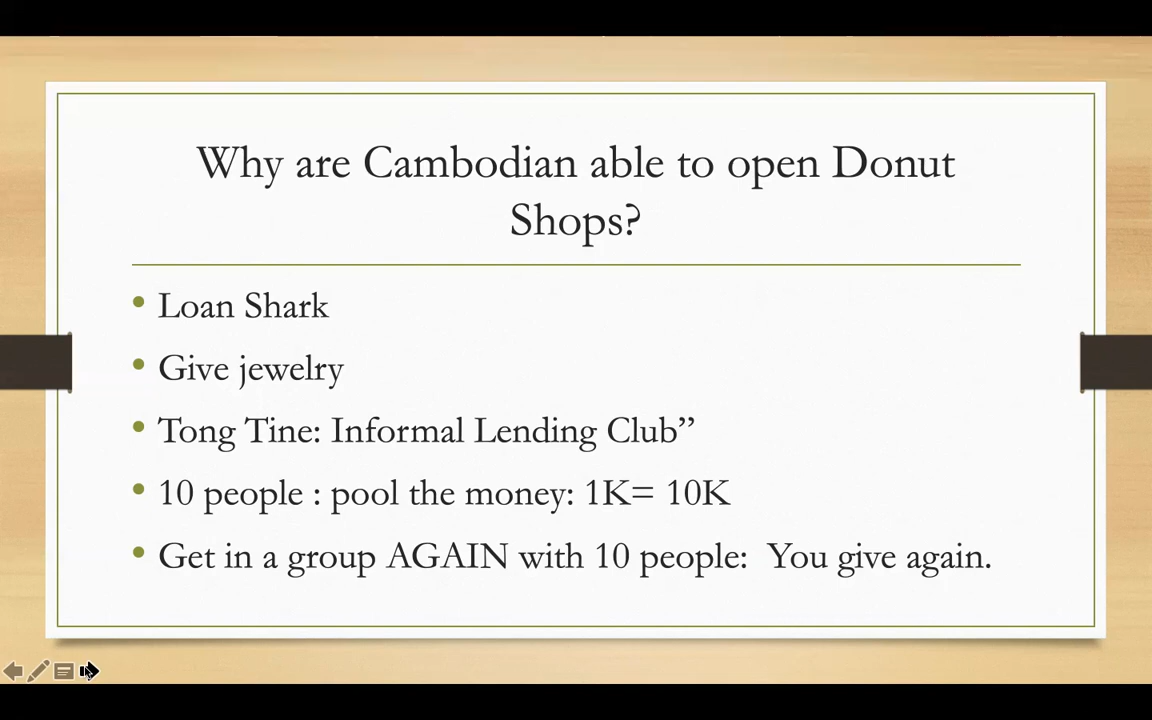 Why are Cambodian able to open Donut
Shops?
• Loan Shark
• Give jewelry
• Tong Tine: Informal Lending Club”
• 10 people : pool the money: 1K= 10K
• Get in a group AGAIN with 10 people:  You give again.